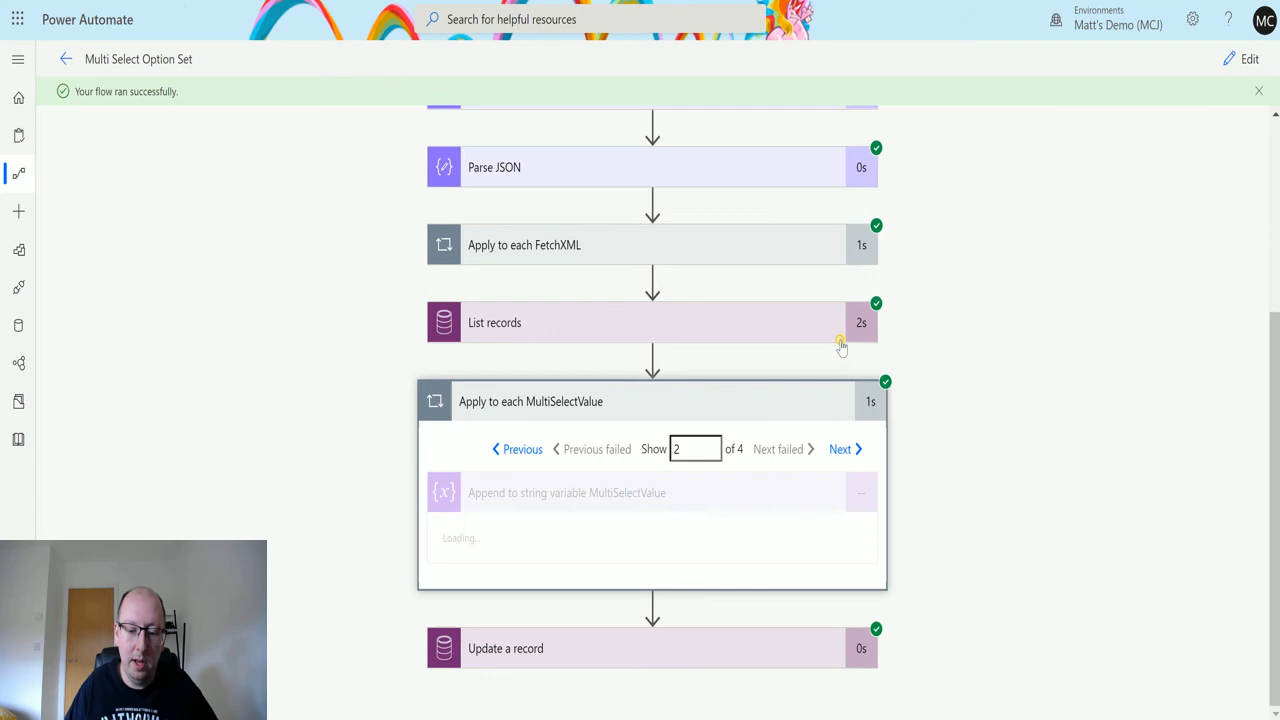 Power Automate
Search for helpful resources
Environments
Matt's Demo (MCJ)
MC
Multi Select Option Set
Edit
Your flow ran successfully.
Parse JSON
0s
Apply to each FetchXML
1s
List records
2s
Apply to each MultiSelectValue
1s
Previous
Previous failed
Show
2
of 4
Next failed
Next
{x}
Append to string variable MultiSelectValue
--
Loading...
Update a record
0s